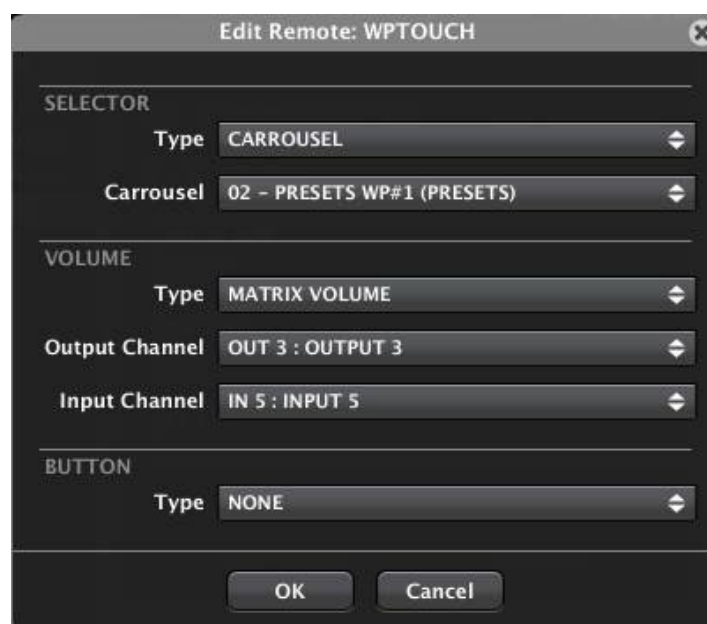 Edit Remote: WPTOUCH
SELECTOR
Type CARROUSEL
Carrousel 02 - PRESETS WP#1 (PRESETS)
VOLUME
Type MATRIX VOLUME
Output Channel OUT 3 : OUTPUT 3
Input Channel IN 5 : INPUT 5
BUTTON
Type NONE
OK Cancel